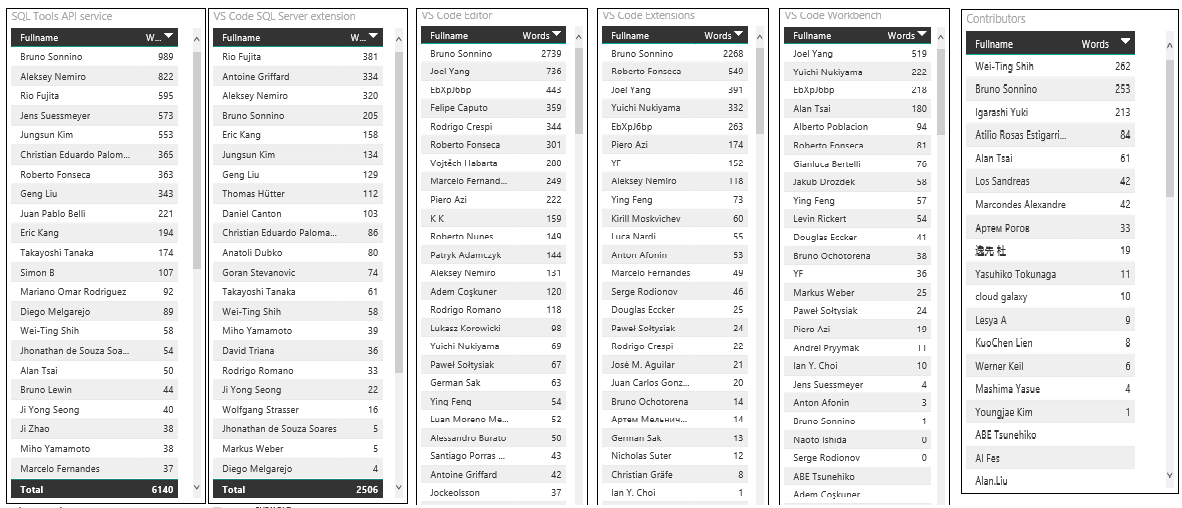 SQL Tools API service
Fullname W...
Bruno Sonnino 989
Aleksey Nemiro 822
Rio Fujita 595
Jens Suessmeyer 573
Jungsun Kim 553
Christian Eduardo Palom... 365
Roberto Fonseca 363
Geng Liu 343
Juan Pablo Belli 221
Eric Kang 194
Takayoshi Tanaka 174
Simon B 107
Mariano Omar Rodriguez 92
Diego Melgarejo 89
Wei-Ting Shih 58
Jhonathan de Souza Soa... 54
Alan Tsai 50
Bruno Lewin 44
Ji Yong Seong 40
Ji Zhao 38
Miho Yamamoto 38
Marcelo Fernandes 37
Total 6140
VS Code SQL Server extension
Fullname W...
Rio Fujita 381
Antoine Griffard 334
Aleksey Nemiro 320
Bruno Sonnino 205
Eric Kang 158
Jungsun Kim 134
Geng Liu 129
Thomas Hütter 112
Daniel Canton 103
Christian Eduardo Paloma... 86
Anatoli Dubko 80
Goran Stevanovic 74
Takayoshi Tanaka 61
Wei-Ting Shih 58
Miho Yamamoto 39
David Triana 36
Rodrigo Romano 33
Ji Yong Seong 22
Wolfgang Strasser 16
Jhonathan de Souza Soares 5
Markus Weber 5
Diego Melgarejo 4
Total 2506
VS Code Editor
Fullname Words
Bruno Sonnino 2739
Joel Yang 736
EbXpJ6bp 443
Felipe Caputo 359
Rodrigo Crespi 344
Roberto Fonseca 301
Vojtěch Habarta 280
Marcelo Fernand... 249
Piero Azi 222
K K 159
Roberto Nunes 149
Patryk Adamczyk 144
Aleksey Nemiro 131
Adem Coşkuner 120
Rodrigo Romano 118
Lukasz Korowicki 98
Yuichi Nukiyama 69
Paweł Sołtysiak 67
German Sak 63
Ying Feng 54
Luan Moreno Me... 52
Alessandro Burato 50
Santiago Porras ... 43
Antoine Griffard 42
Jockeolsson 37
VS Code Extensions
Fullname Words
Bruno Sonnino 2268
Roberto Fonseca 549
Joel Yang 391
Yuichi Nukiyama 332
EbXpJ6bp 263
Piero Azi 174
YF 152
Aleksey Nemiro 118
Ying Feng 73
Kirill Moskvichev 60
Luca Nardi 55
Anton Afonin 53
Marcelo Fernandes 49
Serge Rodionov 46
Douglas Eccker 25
Paweł Sołtysiak 24
Rodrigo Crespi 22
José M. Aguilar 21
Juan Carlos Gonz... 20
Bruno Ochotorena 14
Артем Мельнич... 14
German Sak 13
Nicholas Suter 12
Christian Gräfe 8
Ian Y. Choi 1
VS Code Workbench
Fullname Words
Joel Yang 519
Yuichi Nukiyama 222
EbXpJ6bp 218
Alan Tsai 180
Alberto Poblacion 94
Roberto Fonseca 81
Gianluca Bertelli 76
Jakub Drozdek 58
Ying Feng 57
Levin Rickert 54
Douglas Eccker 41
Bruno Ochotorena 38
YF 36
Markus Weber 25
Paweł Sołtysiak 24
Piero Azi 19
Andrei Pryymak 11
Ian Y. Choi 10
Jens Suessmeyer 4
Anton Afonin 3
Bruno Sonnino 1
Naoto Ishida 0
Serge Rodionov 0
ABE Tsunehiko
Adem Coşkuner
Contributors
Fullname Words
Wei-Ting Shih 262
Bruno Sonnino 253
Igarashi Yuki 213
Atilio Rosas Estigarri... 84
Alan Tsai 61
Los Sandreas 42
Marcondes Alexandre 42
Артем Рогов 33
逸先 杜 19
Yasuhiko Tokunaga 11
cloud galaxy 10
Lesya A 9
KuoChen Lien 8
Werner Keil 6
Mashima Yasue 4
Youngjae Kim 1
ABE Tsunehiko
Al Fes
Alan.Liu